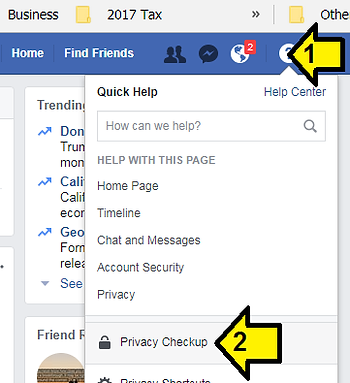 Business 2017 Tax » Othe
Home Find Friends 2 1
Quick Help Help Center
How can we help?
HELP WITH THIS PAGE
Home Page
Timeline
Chat and Messages
Account Security
Privacy
Privacy Checkup 2
Privacy Shortcuts
Trending
Don
Trum
mon
Calif
Calif
econ
Geo
Form
relea
See
Friend R